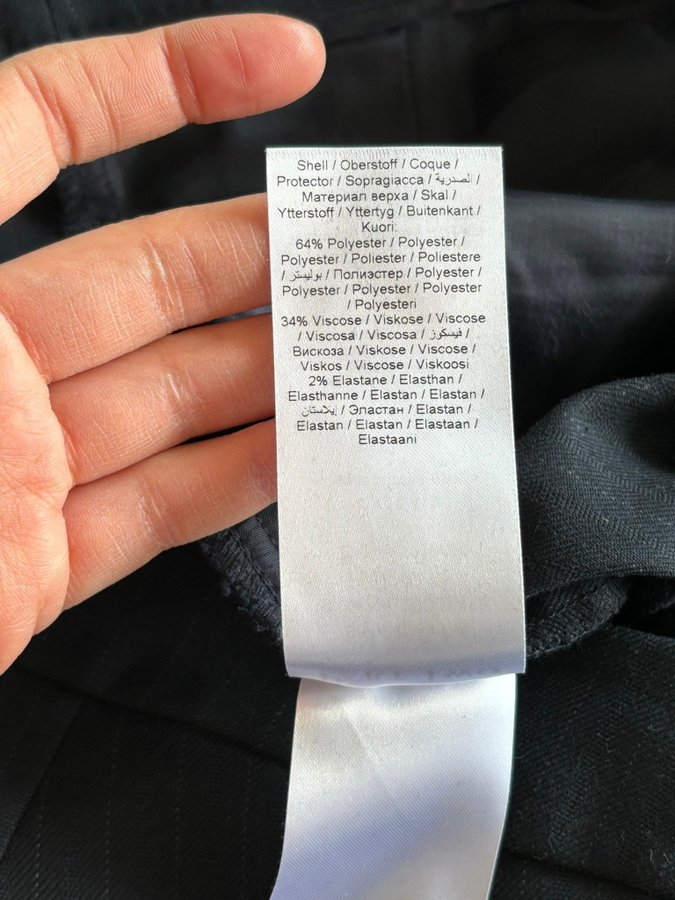 Shell / Oberstoff / Coque /
Protector / Sopragiacca / الصدرية /
Материал верха / Skal /
Ytterstoff / Yttertyg / Buitenkant /
Kuori:
64% Polyester / Polyester /
Polyester / Poliester / Poliestere
/ بوليستر / Полиэстер / Polyester /
Polyester / Polyester / Polyester
/ Polyesteri
34% Viscose / Viskose / Viscose
/ Viscosa / Viscosa / فيسكوز /
Вискоза / Viskose / Viscose /
Viskos / Viscose / Viskoosi
2% Elastane / Elasthan /
Elasthanne / Elastan / Elastan /
إيلاستان / Эластан / Elastan /
Elastan / Elastan / Elastaan /
Elastaani